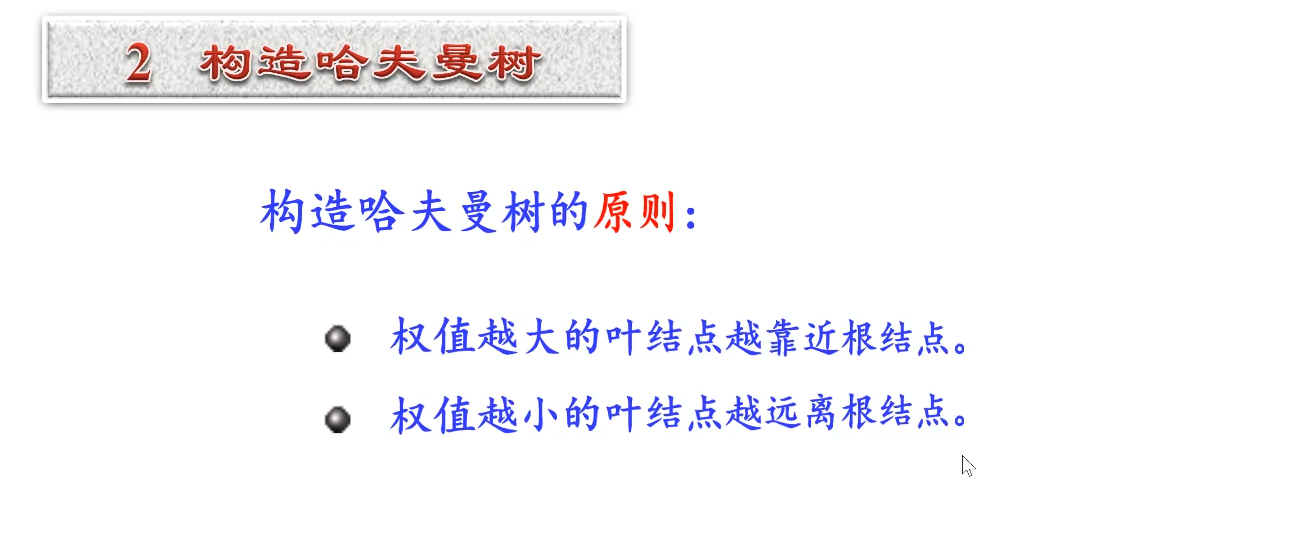 2 构造哈夫曼树
构造哈夫曼树的原则：
权值越大的叶结点越靠近根结点。
权值越小的叶结点越远离根结点。